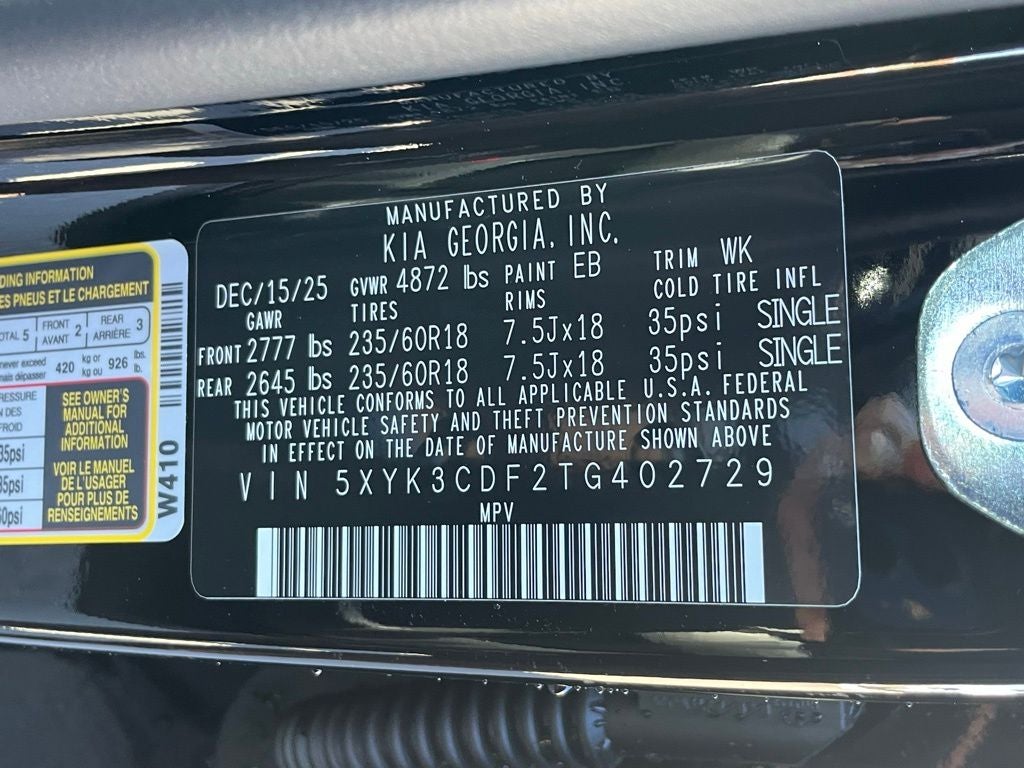 MANUFACTURED BY
KIA GEORGIA, INC.
DEC/15/25 GVWR 4872 lbs PAINT EB TRIM WK
GAWR TIRES RIMS COLD TIRE INFL
FRONT 2777 lbs 235/60R18 7.5Jx18 35psi SINGLE
REAR 2645 lbs 235/60R18 7.5Jx18 35psi SINGLE
THIS VEHICLE CONFORMS TO ALL APPLICABLE U.S.A. FEDERAL
MOTOR VEHICLE SAFETY AND THEFT PREVENTION STANDARDS
IN EFFECT ON THE DATE OF MANUFACTURE SHOWN ABOVE
VIN 5XYK3CDF2TG402729
MPV
INFORMATION
PNEUS ET LE CHARGEMENT
5 FRONT AVANT 2 REAR ARRIÈRE 3
exceed 420 kg or kg ou 926 lbs. lb.
dépasser
SEE OWNER'S
MANUAL FOR
ADDITIONAL
INFORMATION
VOIR LE MANUEL
DE L'USAGER
POUR PLUS DE
RENSEIGNEMENTS
W410